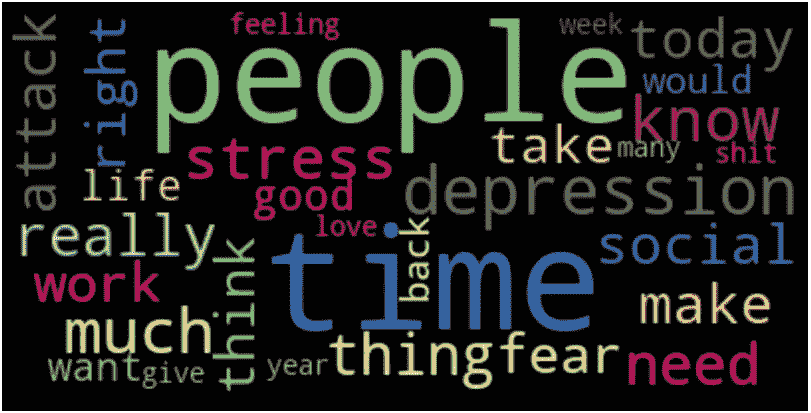 feeling
week
people
today
attack
right
would
know
take
many
shit
stress
life
good
depression
love
really
back
time
social
work
think
make
much
thing
fear
need
want
give
year